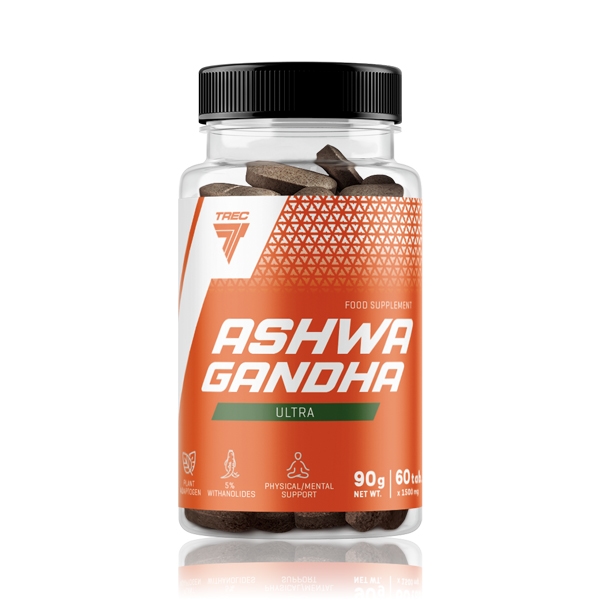 TREC
FOOD SUPPLEMENT
ASHWA
GANDHA
ULTRA
PLANT
5%
WITHANOLIDES
PHYSICAL/MENTAL
SUPPORT
90g
NET WT.
60 tab.
x 1500 mg